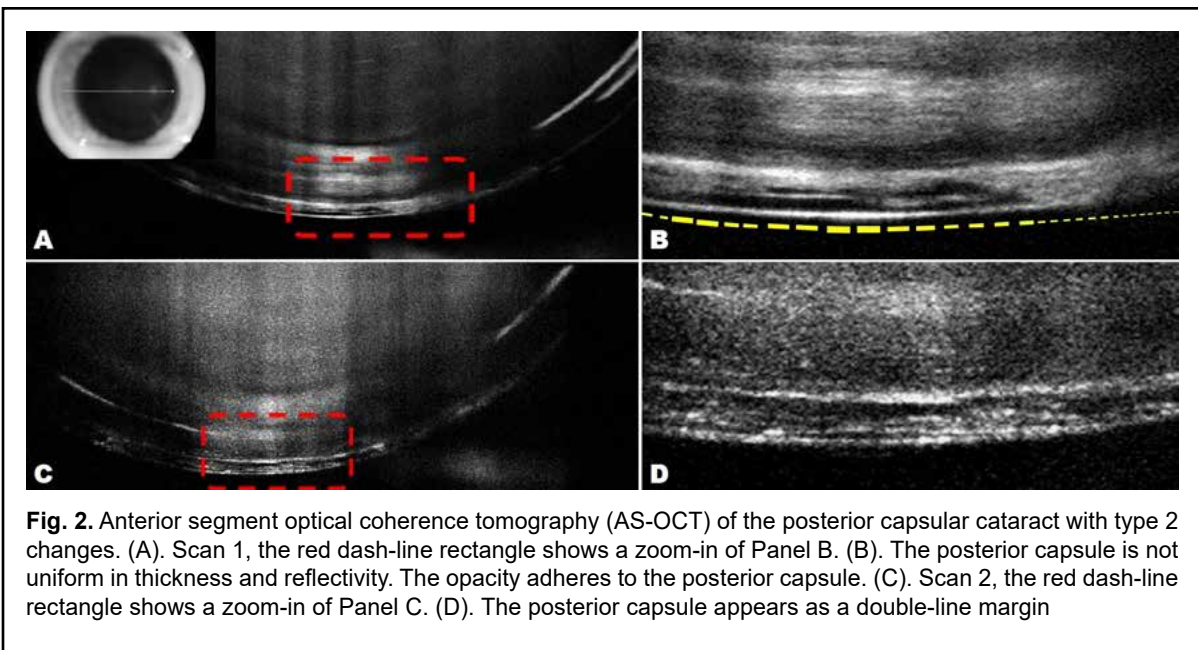 A
B
C
D
Fig. 2. Anterior segment optical coherence tomography (AS-OCT) of the posterior capsular cataract with type 2
changes. (A). Scan 1, the red dash-line rectangle shows a zoom-in of Panel B. (B). The posterior capsule is not
uniform in thickness and reflectivity. The opacity adheres to the posterior capsule. (C). Scan 2, the red dash-line
rectangle shows a zoom-in of Panel C. (D). The posterior capsule appears as a double-line margin